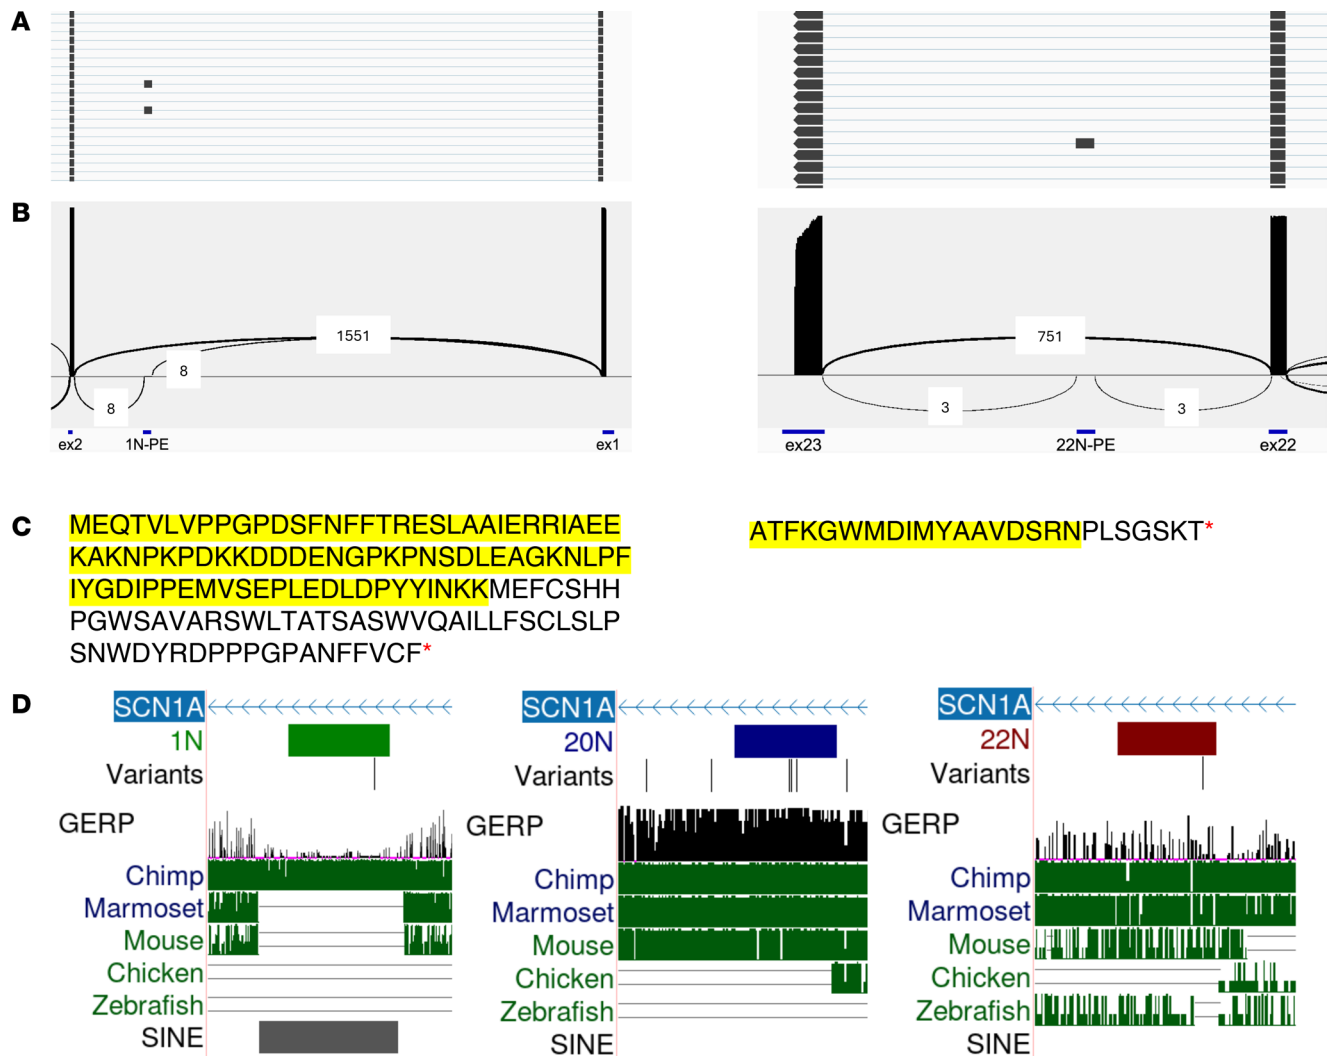 A
B
1551
8
8
ex2
1N-PE
ex1
751
3
3
ex23
22N-PE
ex22
C
MEQTVLVPPGPDSFNFFTRESLAAIERRIAEE
KAKNPKPDKKDDDENGPKPNSDLEAGKNLPF
IYGDIPPEMVSEPLEDLDPYYINKKMEFCSHH
PGWSAVARSWLTATSASWVQAILLFSCLSLP
SNWDYRDPPPGPANFFVCF*
ATFKGWMDIMYAAVDSRNPLSGSKT*
D
SCN1A
1N
Variants
GERP
Chimp
Marmoset
Mouse
Chicken
Zebrafish
SINE
SCN1A
20N
Variants
GERP
Chimp
Marmoset
Mouse
Chicken
Zebrafish
SINE
SCN1A
22N
Variants
GERP
Chimp
Marmoset
Mouse
Chicken
Zebrafish
SINE